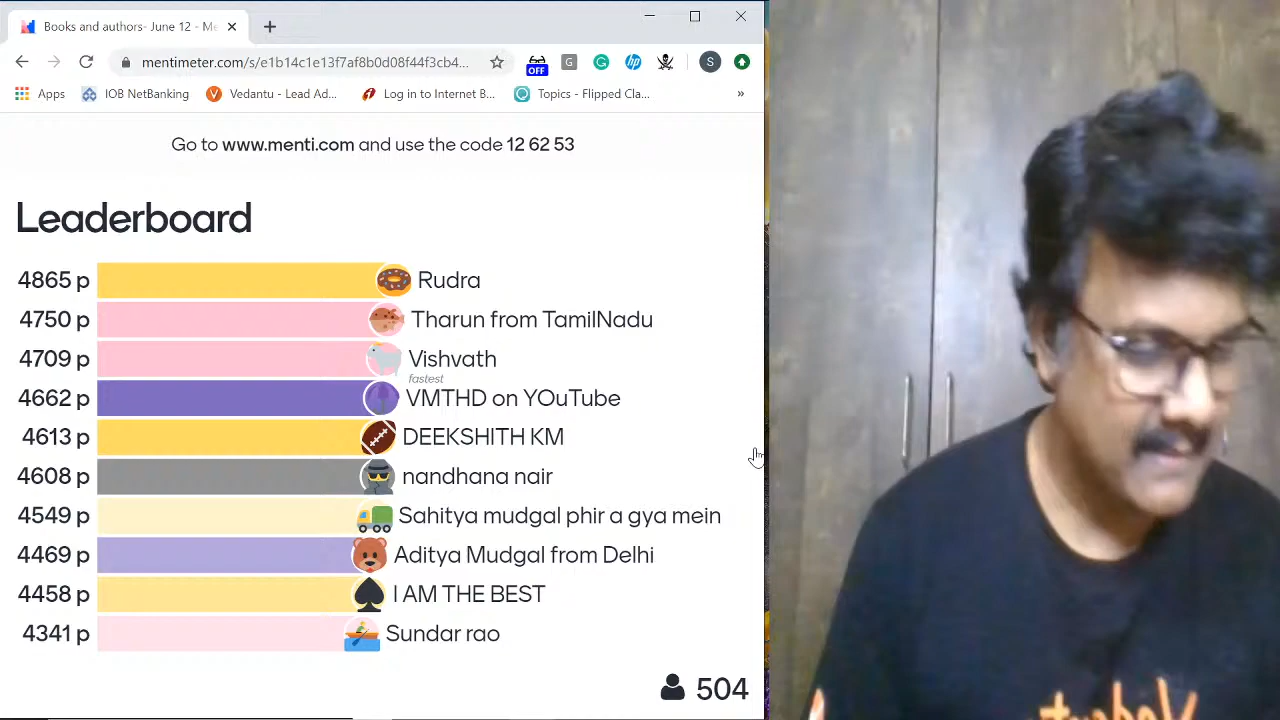 Books and authors- June 12 - Me
mentimeter.com/s/e1b14c1e13f7af8b0d08f44f3cb4...
OFF
G
S
Apps
IOB NetBanking
Vedantu - Lead Ad...
Log in to Internet B...
Topics - Flipped Cla...
»
Go to www.menti.com and use the code 12 62 53
Leaderboard
4865 p Rudra
4750 p Tharun from TamilNadu
4709 p Vishvath
fastest
4662 p VMTHD on YOuTube
4613 p DEEKSHITH KM
4608 p nandhana nair
4549 p Sahitya mudgal phir a gya mein
4469 p Aditya Mudgal from Delhi
4458 p I AM THE BEST
4341 p Sundar rao
504